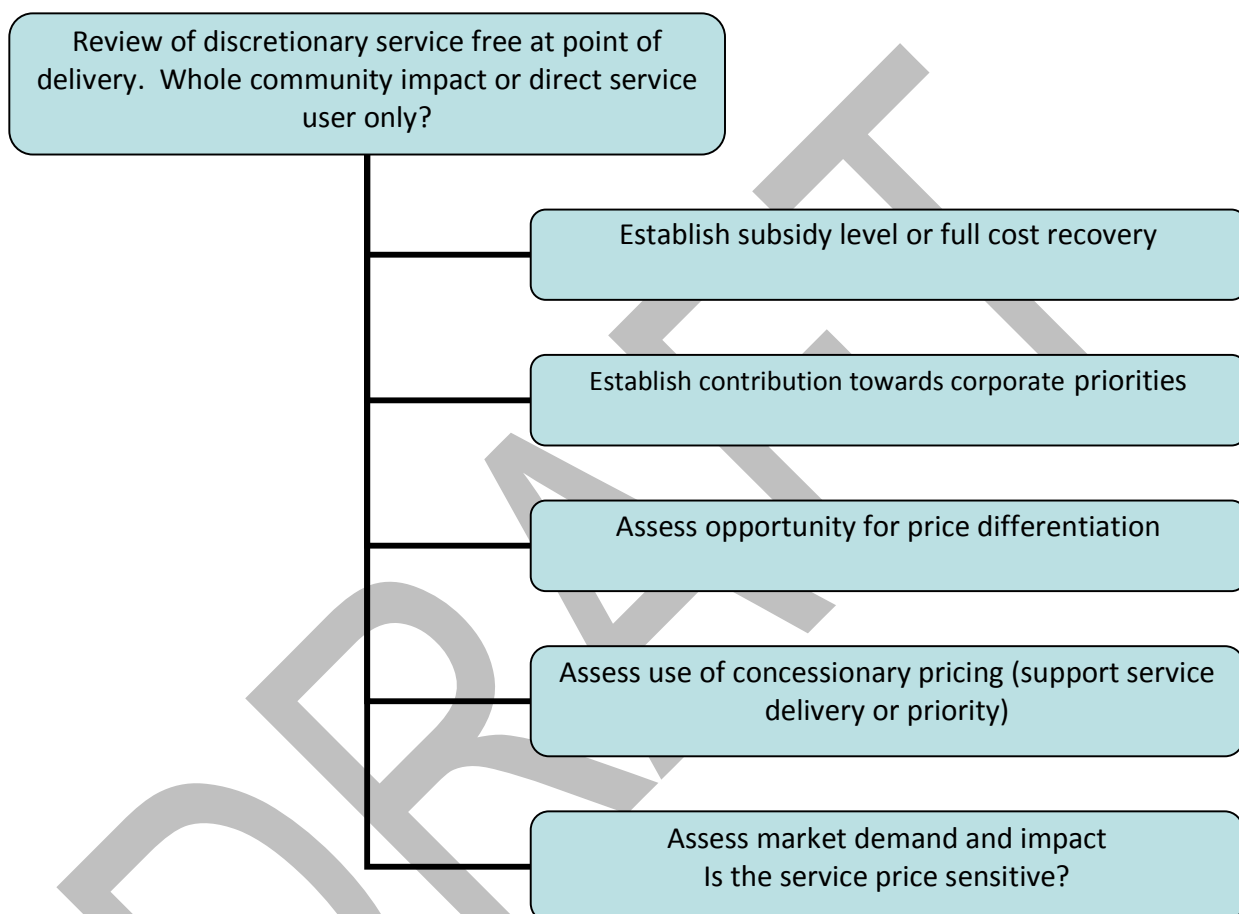 Review of discretionary service free at point of
delivery.  Whole community impact or direct service
user only?
Establish subsidy level or full cost recovery
Establish contribution towards corporate priorities
Assess opportunity for price differentiation
Assess use of concessionary pricing (support service
delivery or priority)
Assess market demand and impact
Is the service price sensitive?
DRAFT